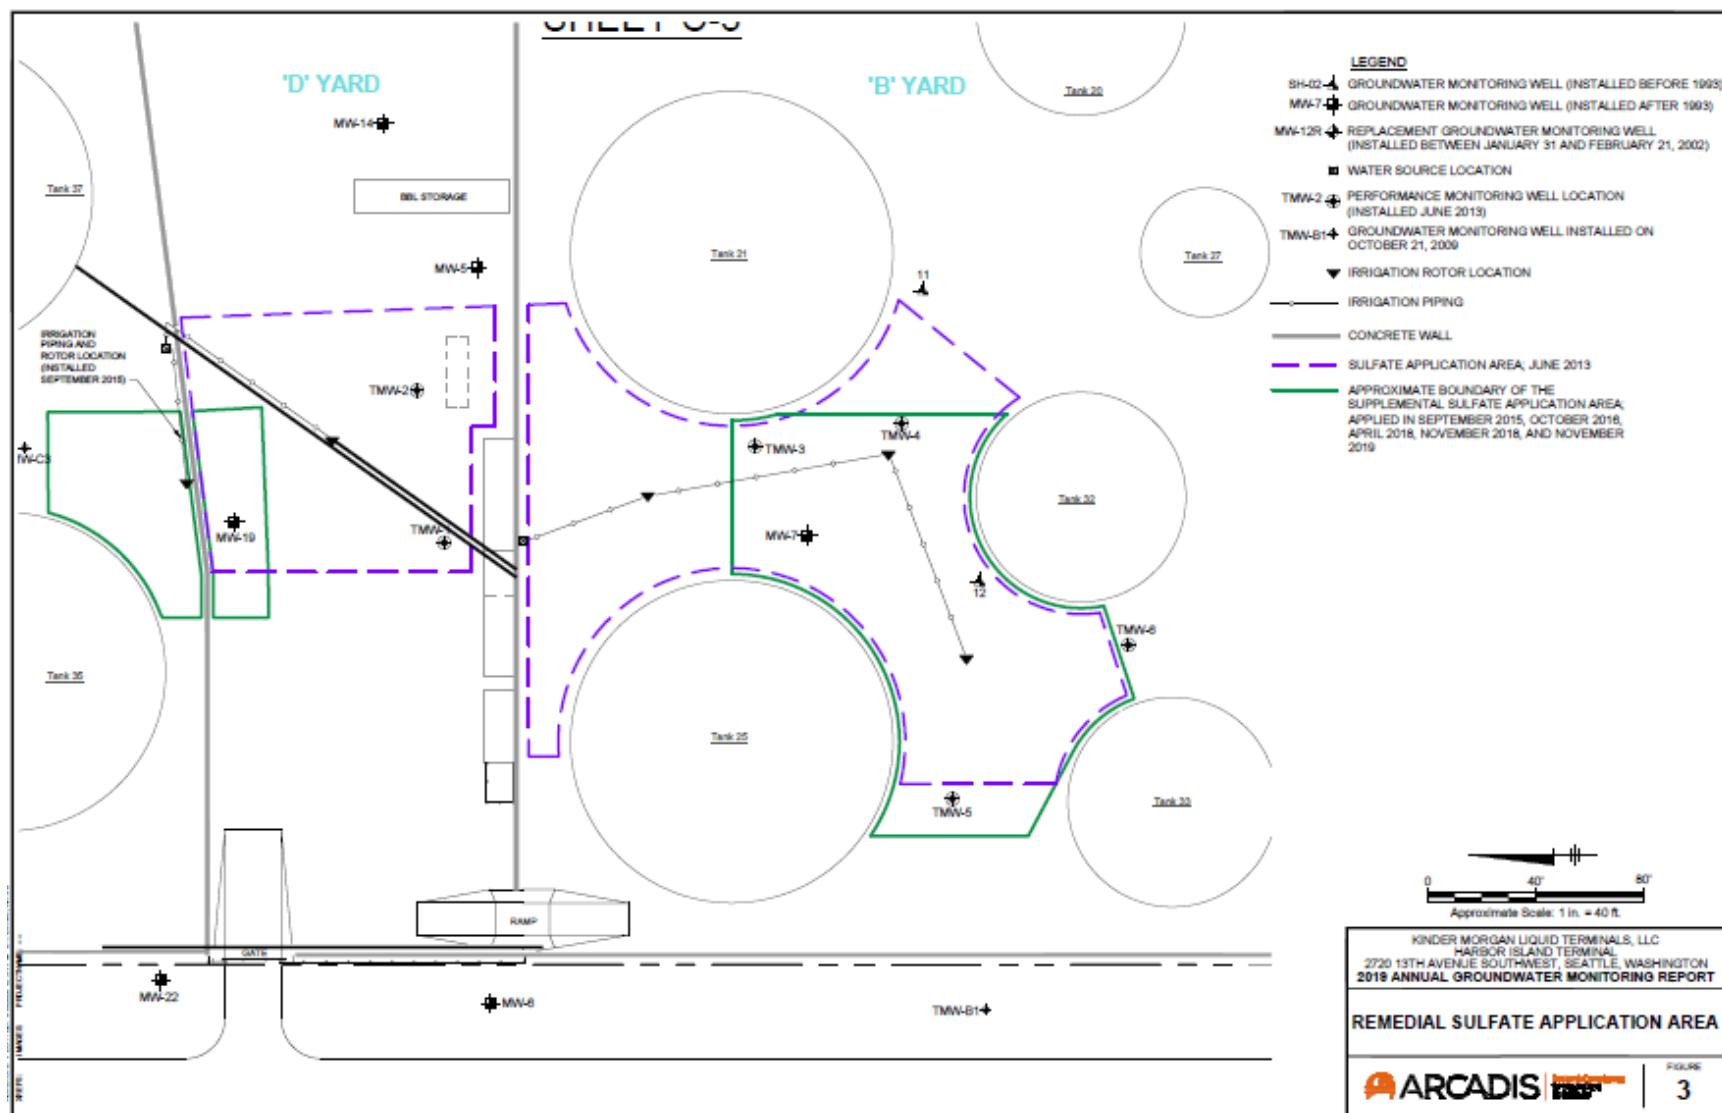 'D' YARD
'B' YARD
Tank 20
MW-14
Tank 37
BBL STORAGE
Tank 21
Tank 27
MW-5
11
IRRIGATION
PIPING AND
ROTOR LOCATION
(INSTALLED
SEPTEMBER 2015)
TMW-2
TMW-3
TMW-4
Tank 32
MW-19
TMW-1
MW-7
12
TMW-6
Tank 35
Tank 25
TMW-5
Tank 33
RAMP
GATE
MW-22
MW-6
TMW-B1
LEGEND
SH-02 GROUNDWATER MONITORING WELL (INSTALLED BEFORE 1993)
MW-7 GROUNDWATER MONITORING WELL (INSTALLED AFTER 1993)
MW-12R REPLACEMENT GROUNDWATER MONITORING WELL
(INSTALLED BETWEEN JANUARY 31 AND FEBRUARY 21, 2002)
WATER SOURCE LOCATION
TMW-2 PERFORMANCE MONITORING WELL LOCATION
(INSTALLED JUNE 2013)
TMW-B1 GROUNDWATER MONITORING WELL INSTALLED ON
OCTOBER 21, 2009
IRRIGATION ROTOR LOCATION
IRRIGATION PIPING
CONCRETE WALL
SULFATE APPLICATION AREA; JUNE 2013
APPROXIMATE BOUNDARY OF THE
SUPPLEMENTAL SULFATE APPLICATION AREA;
APPLIED IN SEPTEMBER 2015, OCTOBER 2016,
APRIL 2018, NOVEMBER 2018, AND NOVEMBER
2019
0 40' 80'
Approximate Scale: 1 in. = 40 ft.
KINDER MORGAN LIQUID TERMINALS, LLC
HARBOR ISLAND TERMINAL
2720 13TH AVENUE SOUTHWEST, SEATTLE, WASHINGTON
2019 ANNUAL GROUNDWATER MONITORING REPORT
REMEDIAL SULFATE APPLICATION AREA
ARCADIS
FIGURE
3